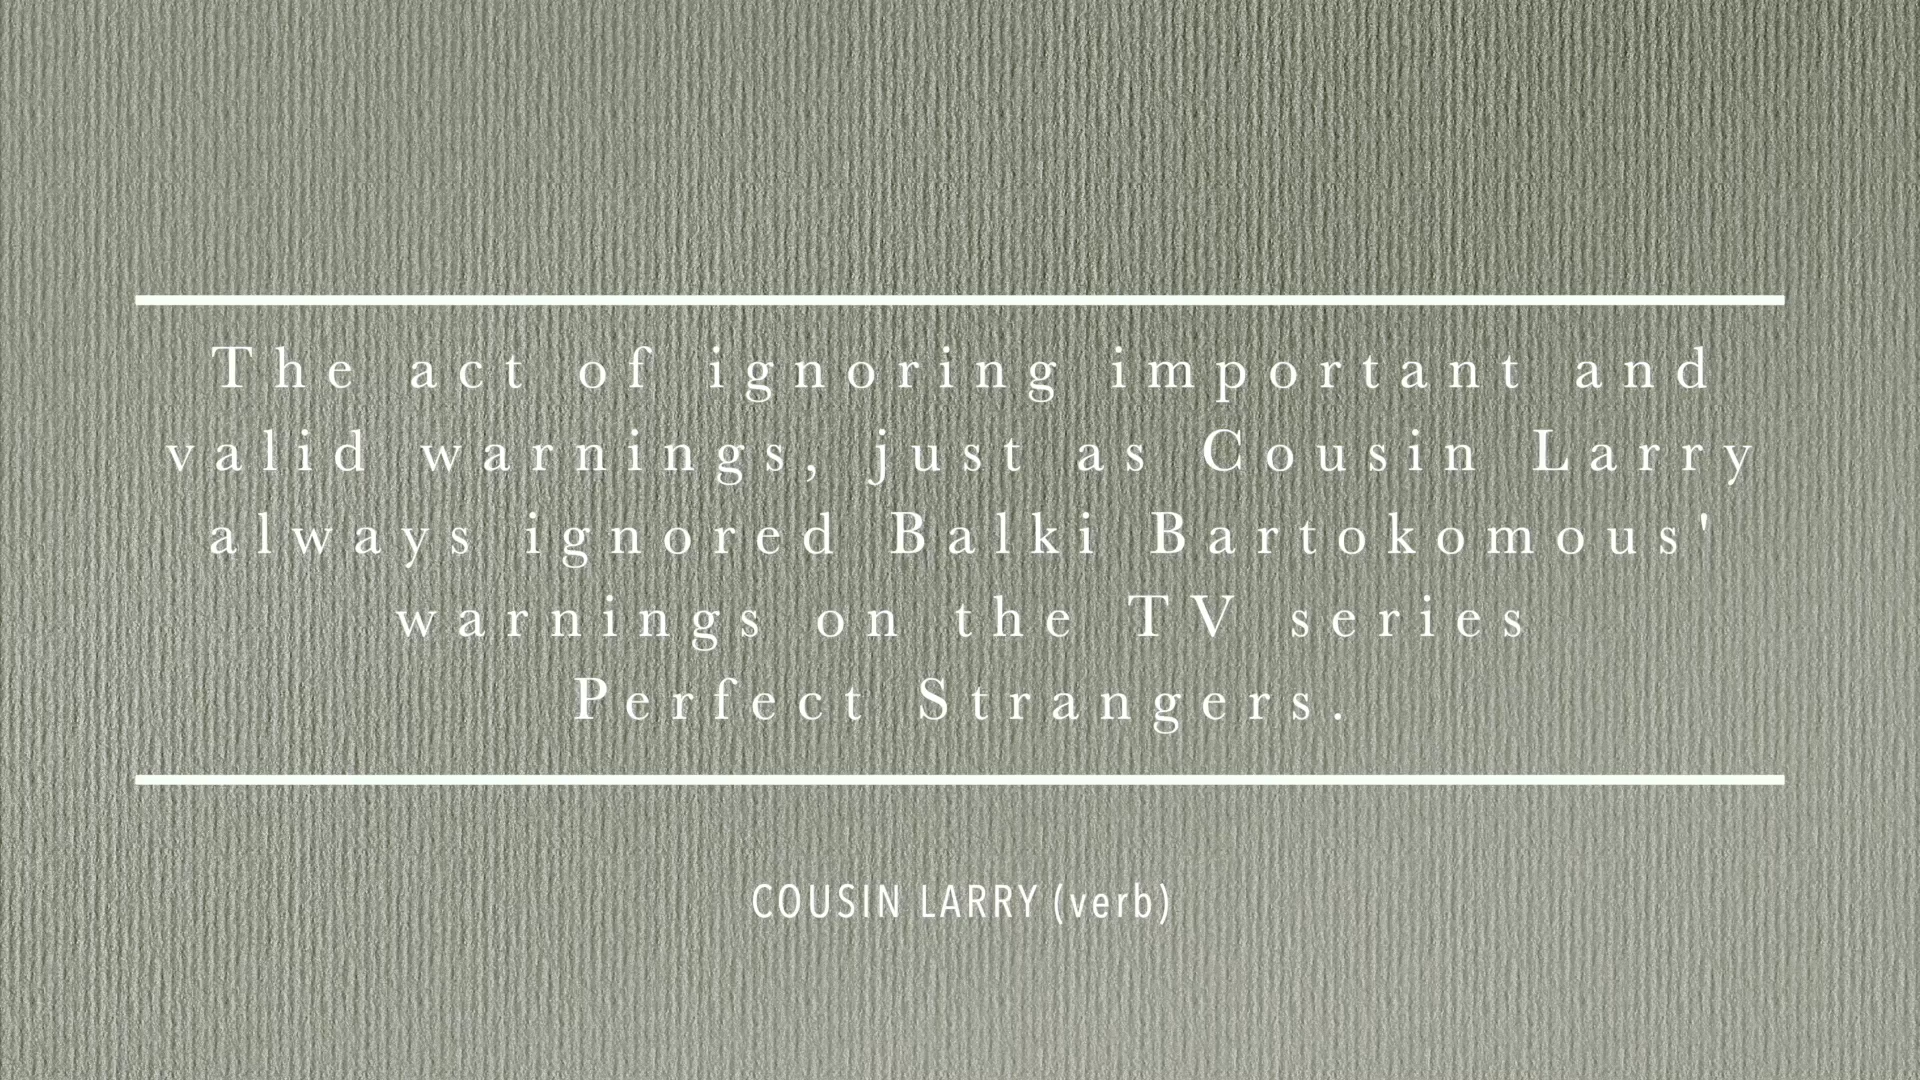 The act of ignoring important and
valid warnings, just as Cousin Larry
always ignored Balki Bartokomous'
warnings on the TV series
Perfect Strangers.
COUSIN LARRY (verb)